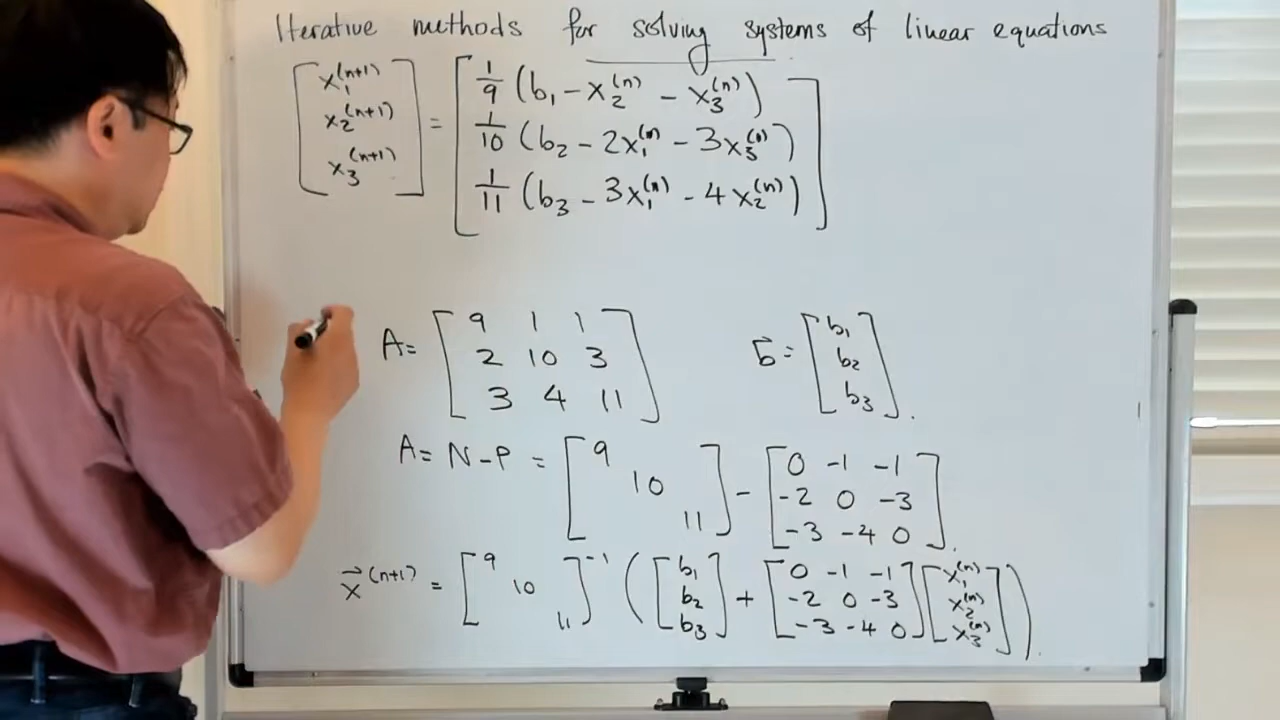 Iterative methods for solving systems of linear equations
[x₁⁽ⁿ⁺¹⁾ x₂⁽ⁿ⁺¹⁾ x₃⁽ⁿ⁺¹⁾] = [
1/9 (b₁ - x₂⁽ⁿ⁾ - x₃⁽ⁿ⁾)
1/10 (b₂ - 2x₁⁽ⁿ⁾ - 3x₃⁽ⁿ⁾)
1/11 (b₃ - 3x₁⁽ⁿ⁾ - 4x₂⁽ⁿ⁾) ]
A = [ 9 1 1
2 10 3
3 4 11 ]
b⃗ = [ b₁
b₂
b₃ ].
A = N - P = [ 9
10
11 ] - [ 0 -1 -1
-2 0 -3
-3 -4 0 ].
x⃗⁽ⁿ⁺¹⁾ = [ 9
10
11 ]⁻¹ ( [ b₁
b₂
b₃ ] + [ 0 -1 -1
-2 0 -3
-3 -4 0 ] [ x₁⁽ⁿ⁾
x₂⁽ⁿ⁾
x₃⁽ⁿ⁾ ] ).